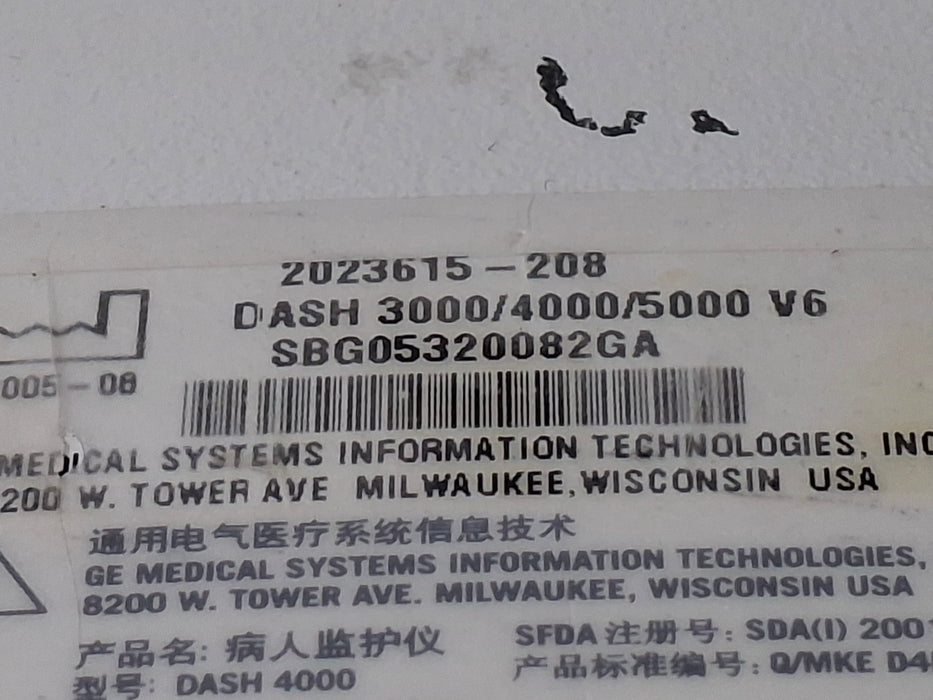 2023615-208
DASH 3000/4000/5000 V6
SBG05320082GA
005-08
MEDICAL SYSTEMS INFORMATION TECHNOLOGIES, INC
200 W. TOWER AVE MILWAUKEE, WISCONSIN USA
通用电气医疗系统信息技术
GE MEDICAL SYSTEMS INFORMATION TECHNOLOGIES,
8200 W. TOWER AVE. MILWAUKEE, WISCONSIN USA
产品名: 病人监护仪
SFDA 注册号: SDA(I) 200
型号: DASH 4000
产品标准编号: Q/MKE D4